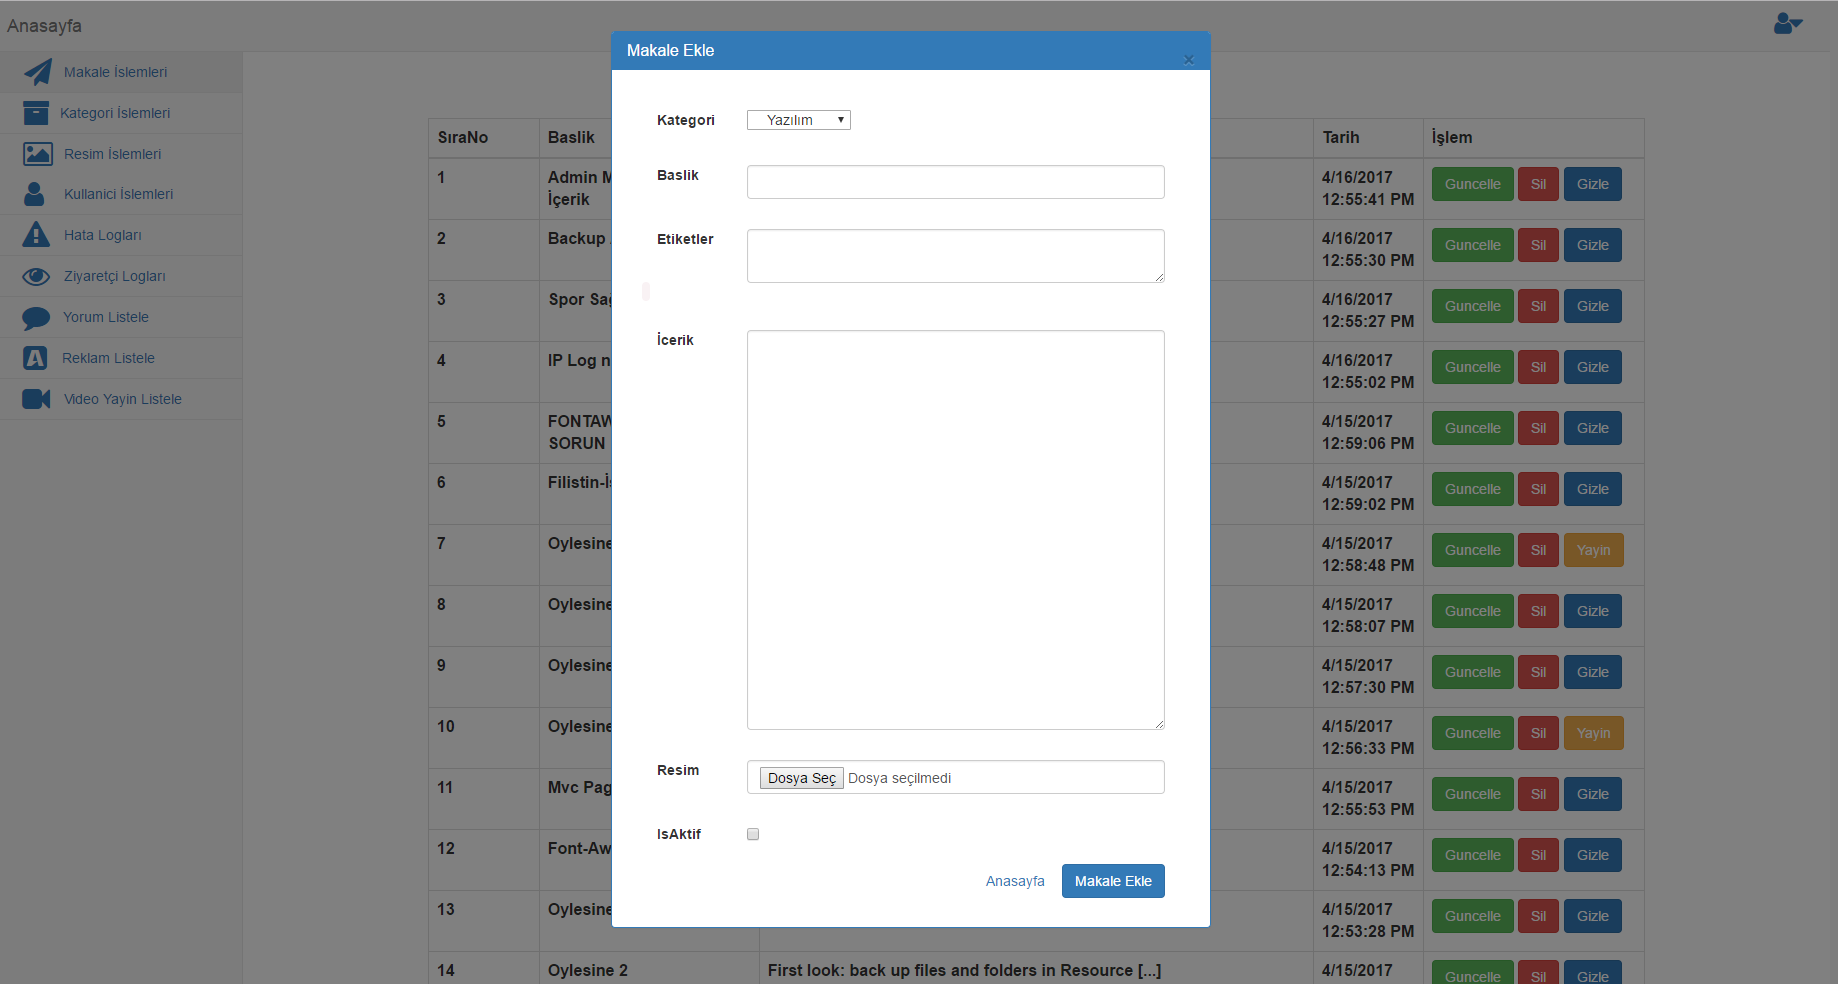 Anasayfa
Makale İslemleri
Kategori İslemleri
Resim İslemleri
Kullanici İslemleri
Hata Logları
Ziyaretçi Logları
Yorum Listele
Reklam Listele
Video Yayin Listele
Makale Ekle
×
Kategori
Yazılım
Baslik
Etiketler
İcerik
Resim
Dosya Seç Dosya seçilmedi
IsAktif
Anasayfa Makale Ekle
SıraNo Baslik Tarih İşlem
1 Admin 4/16/2017 Guncelle Sil Gizle
İçerik 12:55:41 PM
2 Backup 4/16/2017 Guncelle Sil Gizle
12:55:30 PM
3 Spor 4/16/2017 Guncelle Sil Gizle
12:55:27 PM
4 IP Log 4/16/2017 Guncelle Sil Gizle
12:55:02 PM
5 FONTAW 4/15/2017 Guncelle Sil Gizle
SORUN 12:59:06 PM
6 Filistin-İ 4/15/2017 Guncelle Sil Gizle
12:59:02 PM
7 Oylesine 4/15/2017 Guncelle Sil Yayin
12:58:48 PM
8 Oylesine 4/15/2017 Guncelle Sil Gizle
12:58:07 PM
9 Oylesine 4/15/2017 Guncelle Sil Gizle
12:57:30 PM
10 Oylesine 4/15/2017 Guncelle Sil Yayin
12:56:33 PM
11 Mvc Pag 4/15/2017 Guncelle Sil Gizle
12:55:53 PM
12 Font-Aw 4/15/2017 Guncelle Sil Gizle
12:54:13 PM
13 Oylesine 4/15/2017 Guncelle Sil Gizle
12:53:28 PM
14 Oylesine 2 First look: back up files and folders in Resource [...] 4/15/2017 Guncelle Sil Gizle